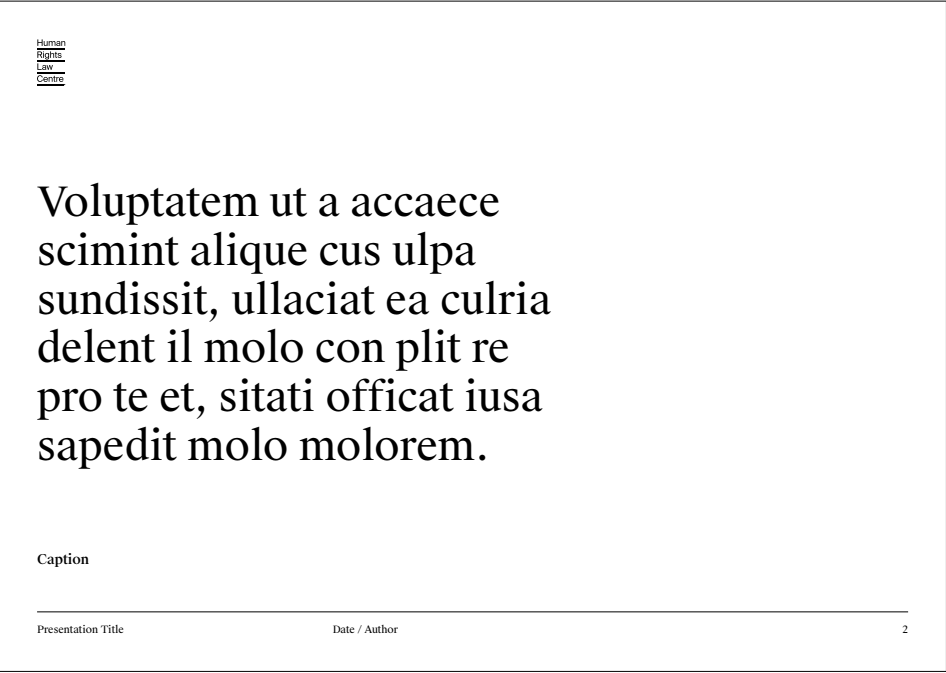 Human
Rights
Law
Centre
Voluptatem ut a accaece
scimint alique cus ulpa
sundissit, ullaciat ea culria
delent il molo con plit re
pro te et, sitati officat iusa
sapedit molo molorem.
Caption
Presentation Title
Date / Author
2